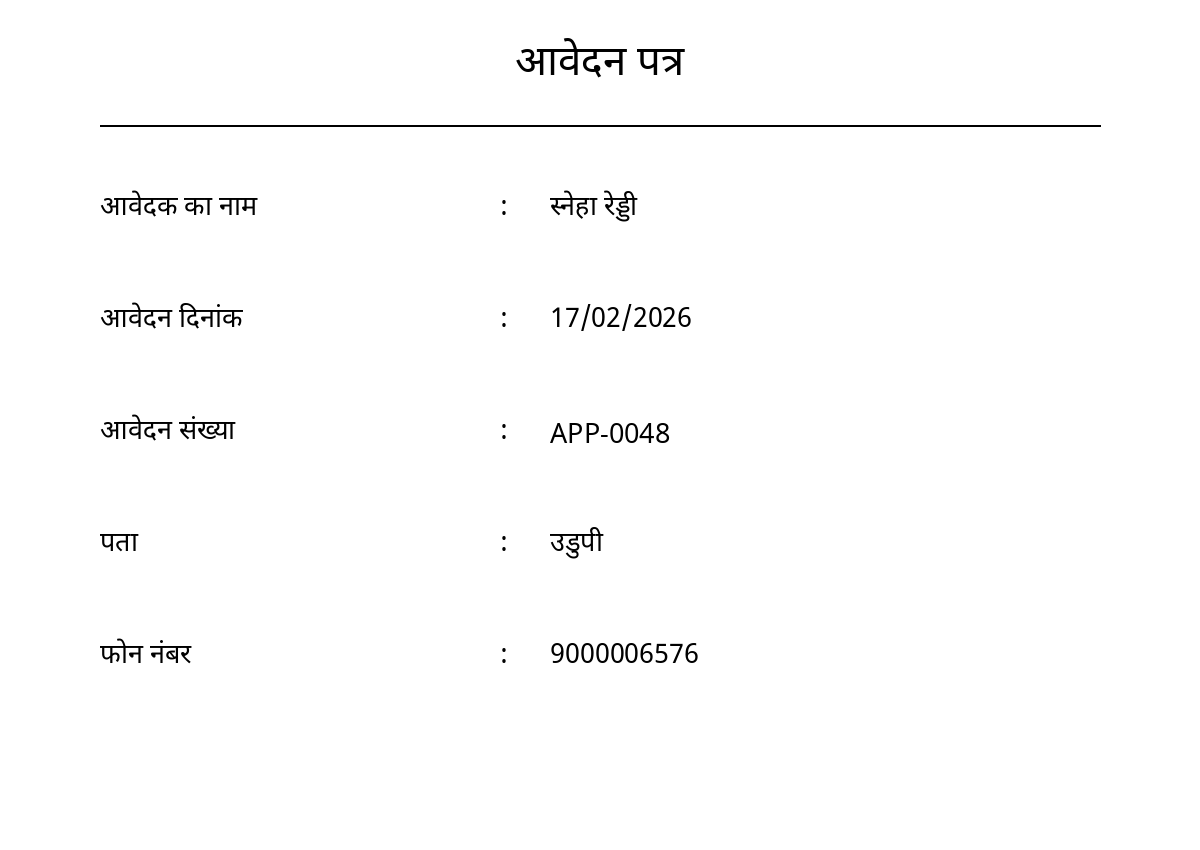 आवेदन पत्र
आवेदक का नाम : स्नेहा रेड्डी
आवेदन दिनांक : 17/02/2026
आवेदन संख्या : APP-0048
पता : उडुपी
फोन नंबर : 9000006576